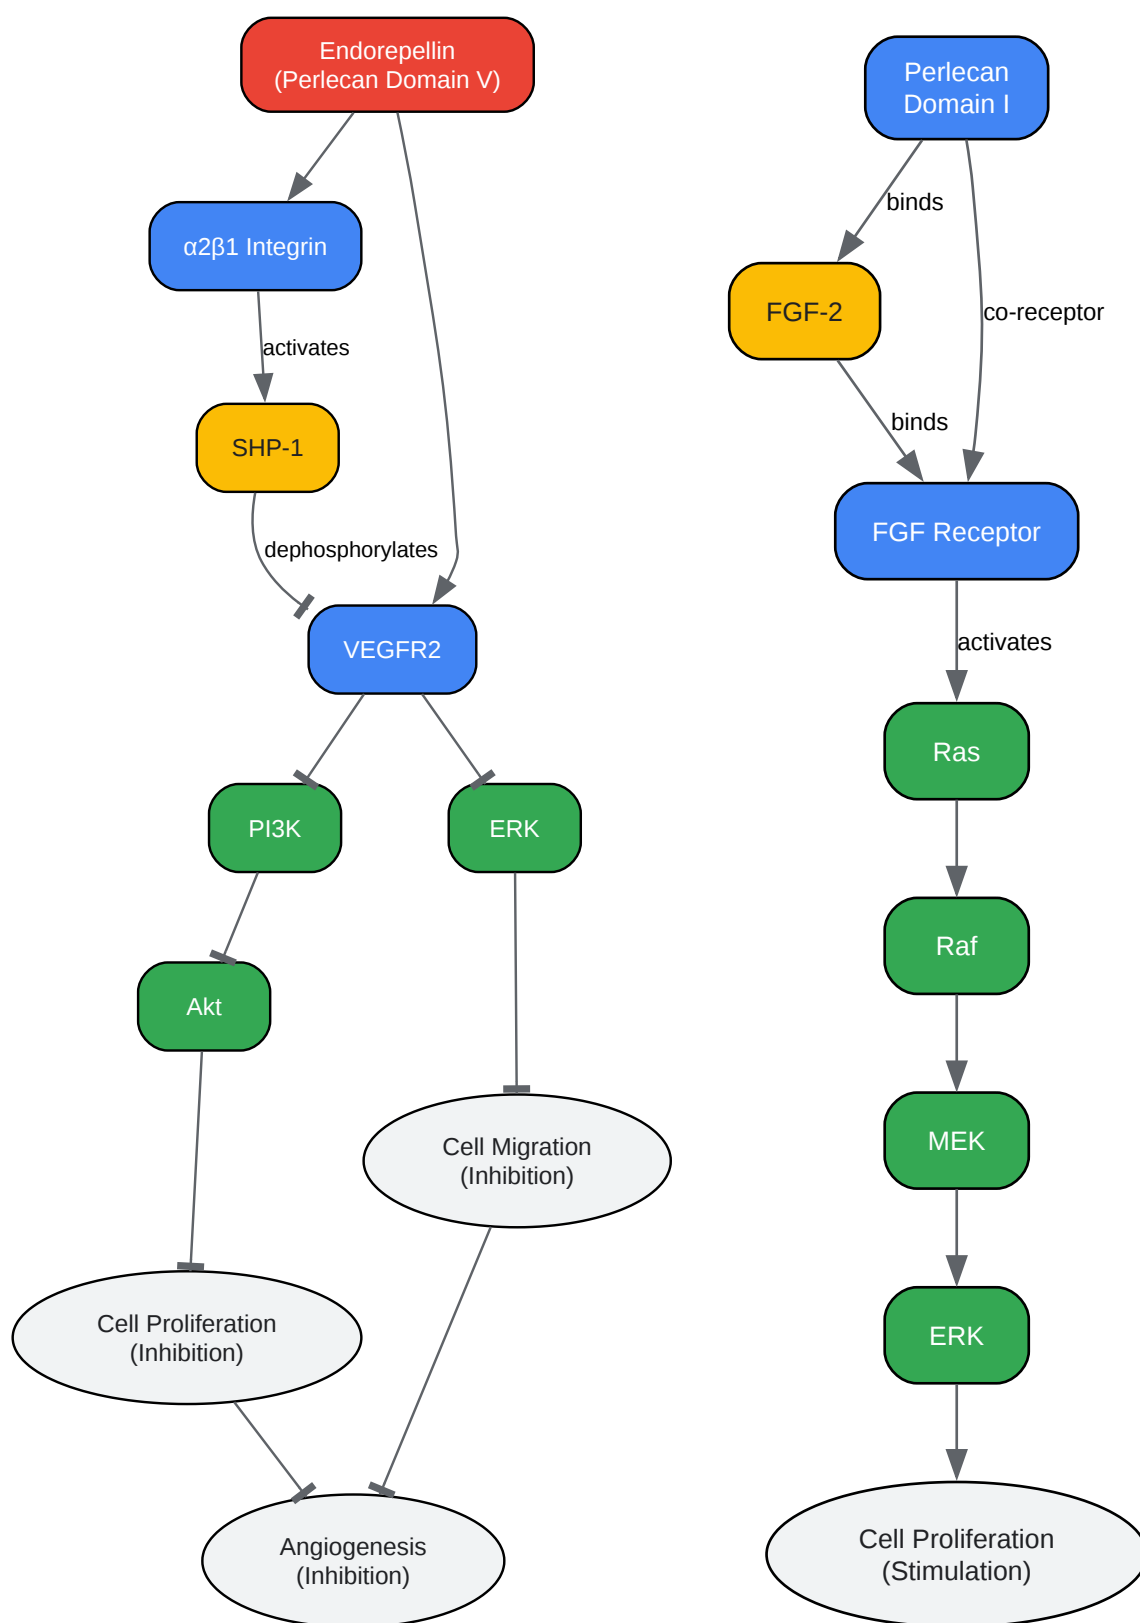 Endorepellin
(Perlecan Domain V)
α2β1 Integrin
activates
SHP-1
dephosphorylates
VEGFR2
PI3K
ERK
Akt
Cell Migration
(Inhibition)
Cell Proliferation
(Inhibition)
Angiogenesis
(Inhibition)
Perlecan
Domain I
binds
FGF-2
co-receptor
binds
FGF Receptor
activates
Ras
Raf
MEK
ERK
Cell Proliferation
(Stimulation)